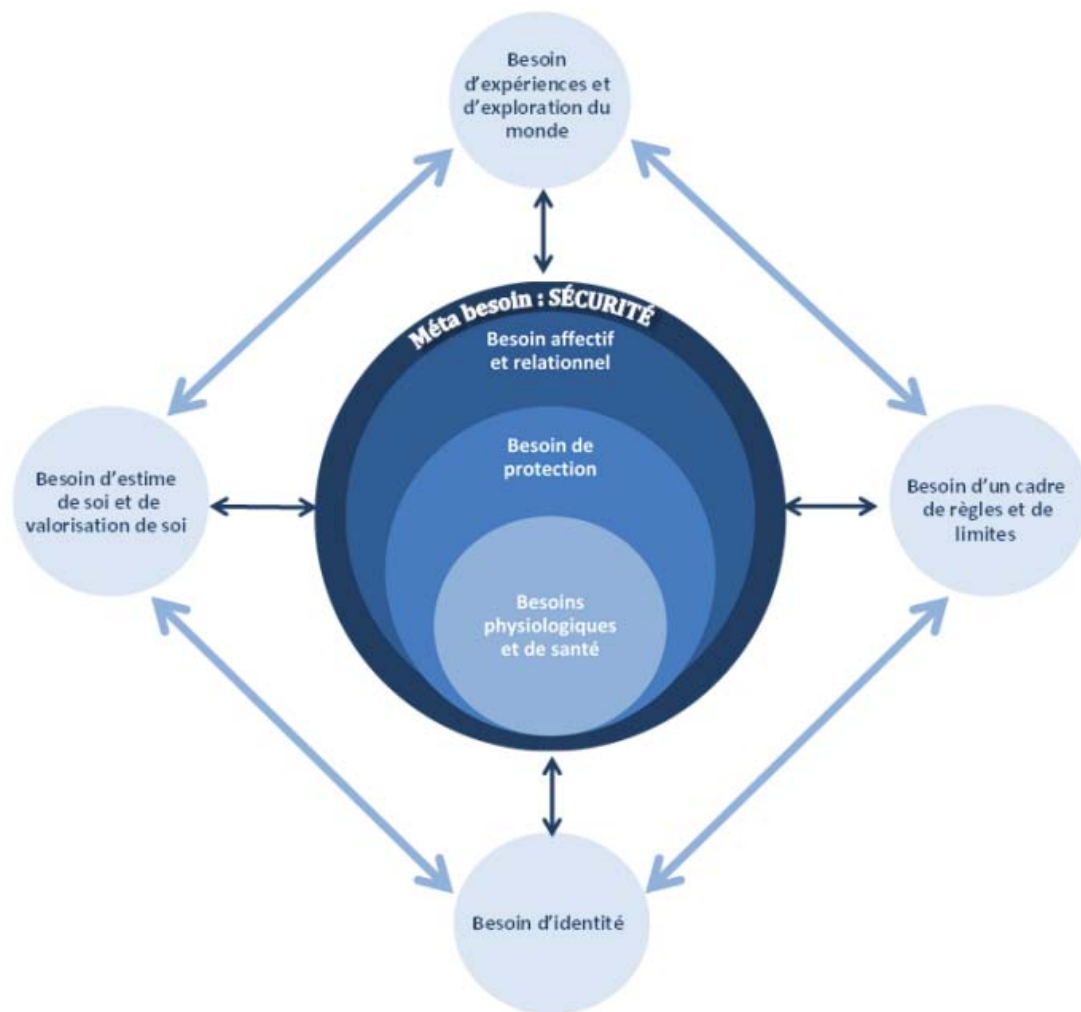 Besoin
d'expériences et
d'exploration du
monde
Méta besoin : SÉCURITÉ
Besoin affectif
et relationnel
Besoin de
protection
Besoin d'estime
de soi et de
valorisation de soi
Besoin d'un cadre
de règles et de
limites
Besoins
physiologiques
et de santé
Besoin d'identité